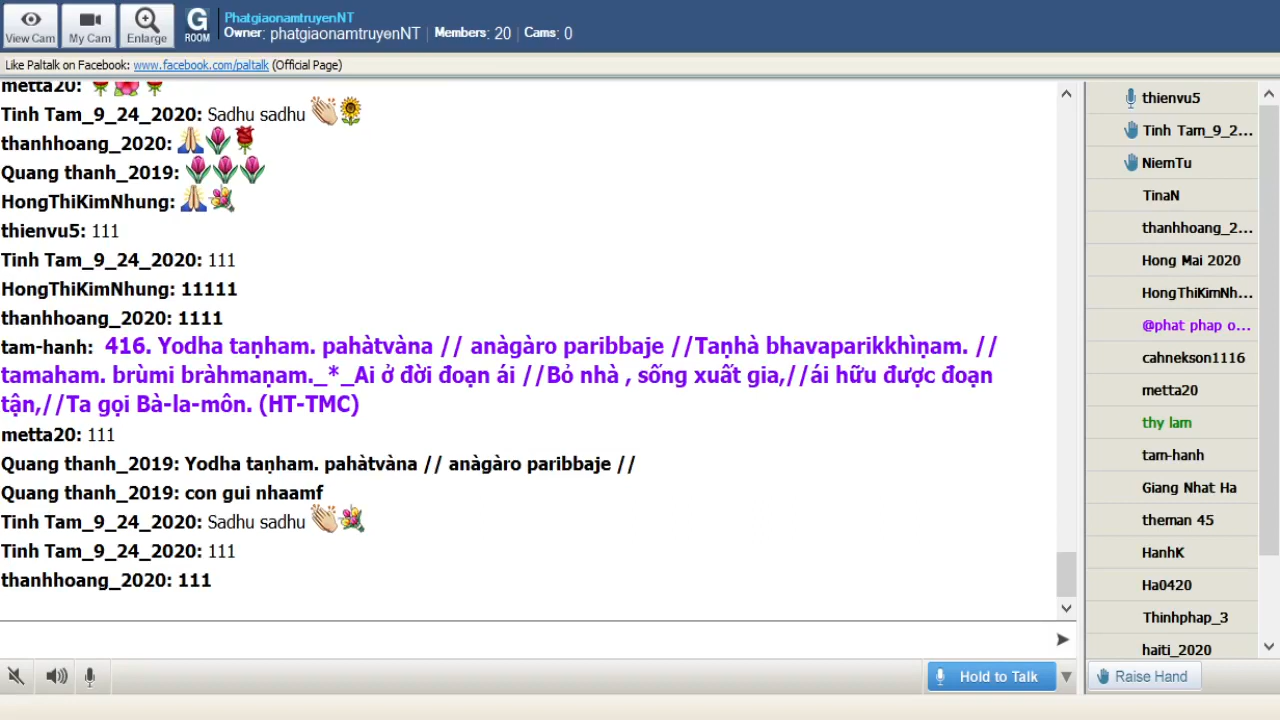 View Cam
My Cam
Enlarge
G
ROOM
PhatgiaonamtruyenNT
Owner: phatgiaonamtruyenNT | Members: 20 | Cams: 0
Like Paltalk on Facebook: www.facebook.com/paltalk (Official Page)
metta20:
Tinh Tam_9_24_2020: Sadhu sadhu
thanhhoang_2020:
Quang thanh_2019:
HongThiKimNhung:
thienvu5: 111
Tinh Tam_9_24_2020: 111
HongThiKimNhung: 11111
thanhhoang_2020: 1111
tam-hanh: 416. Yodha taṇham. pahàtvàna // anàgàro paribbaje //Taṇhà bhavaparikkhìṇam. //
tamaham. brùmi bràhmaṇam._*_Ai ở đời đoạn ái //Bỏ nhà , sống xuất gia,//ái hữu được đoạn
tận,//Ta gọi Bà-la-môn. (HT-TMC)
metta20: 111
Quang thanh_2019: Yodha taṇham. pahàtvàna // anàgàro paribbaje //
Quang thanh_2019: con gui nhaamf
Tinh Tam_9_24_2020: Sadhu sadhu
Tinh Tam_9_24_2020: 111
thanhhoang_2020: 111
Hold to Talk
thienvu5
Tinh Tam_9_2...
NiemTu
TinaN
thanhhoang_2...
Hong Mai 2020
HongThiKimNh...
@phat phap o...
cahnekson1116
metta20
thy lam
tam-hanh
Giang Nhat Ha
theman 45
HanhK
Ha0420
Thinhphap_3
haiti_2020
Raise Hand